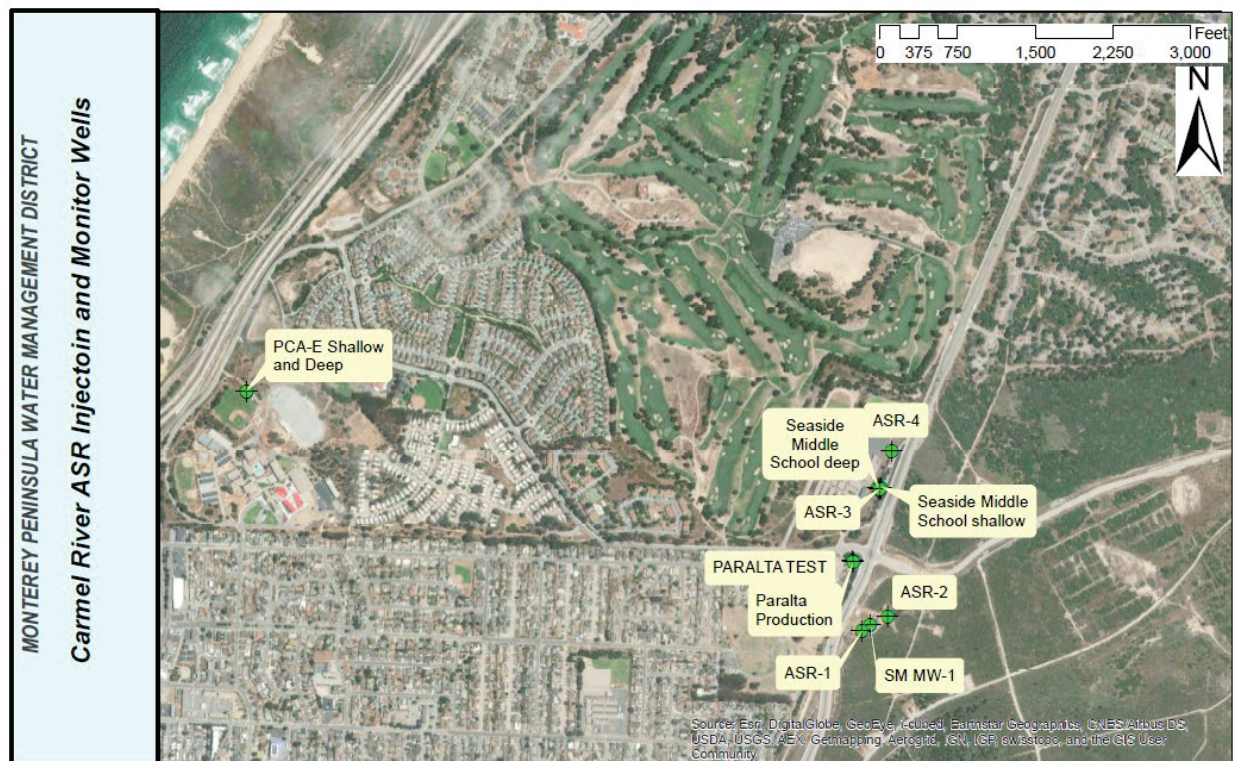 MONTEREY PENINSULA WATER MANAGEMENT DISTRICT
Carmel River ASR Injectoin and Monitor Wells
Feet
0 375 750 1,500 2,250 3,000
N
PCA-E Shallow
and Deep
Seaside
Middle
School deep
ASR-4
ASR-3
Seaside Middle
School shallow
PARALTA TEST
Paralta
Production
ASR-2
ASR-1
SM MW-1
Source: Esri, DigitalGlobe, GeoEye, i-cubed, Earthstar Geographics, CNES/Airbus DS,
USDA, USGS, AEX, Getmapping, Aerogrid, IGN, IGP, swisstopo, and the GIS User
Community